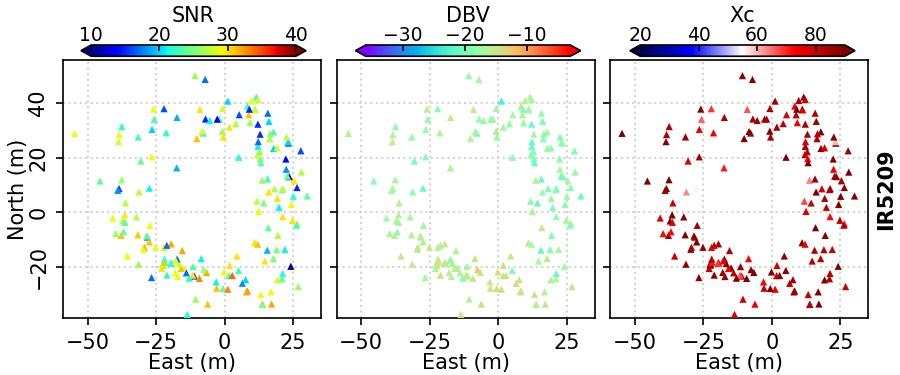 SNR DBV Xc
10 20 30 40 −30 −20 −10 20 40 60 80
40
20
0
−20
North (m)
IR5209
−50 −25 0 25 −50 −25 0 25 −50 −25 0 25
East (m) East (m) East (m)